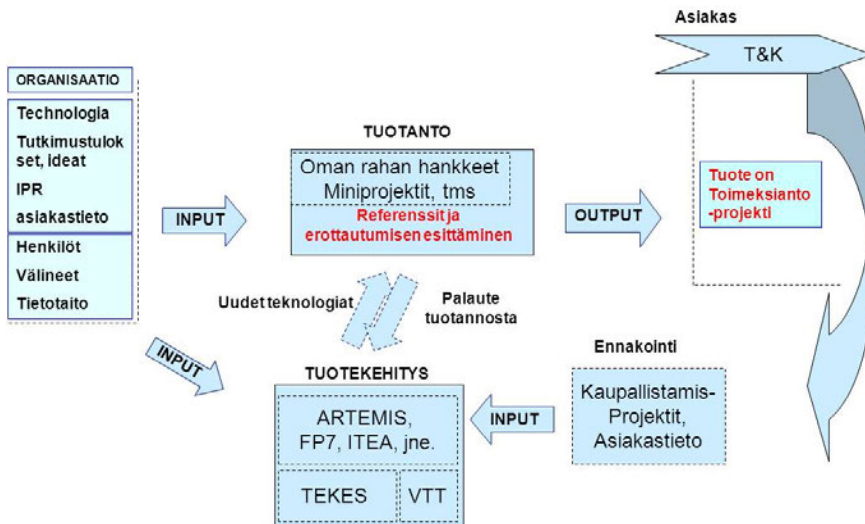 Asiakas
T&K
ORGANISAATIO
Technologia
Tutkimustulok
set, ideat
IPR
asiakastieto
Henkilöt
Välineet
Tietotaito
INPUT
TUOTANTO
Oman rahan hankkeet
Miniprojektit, tms
Referenssit ja
erottautumisen esittäminen
OUTPUT
Tuote on
Toimeksianto
-projekti
Uudet teknologiat
Palaute
tuotannosta
INPUT
TUOTEKEHITYS
ARTEMIS,
FP7, ITEA, jne.
TEKES
VTT
INPUT
Ennakointi
Kaupallistamis-
Projektit,
Asiakastieto